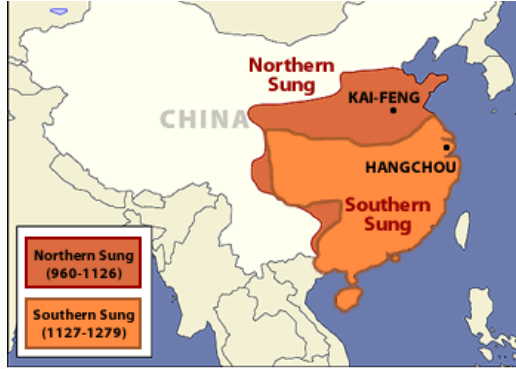 Northern
Sung
KAI-FENG
CHINA
HANGCHOU
Southern
Sung
Northern Sung
(960-1126)
Southern Sung
(1127-1279)